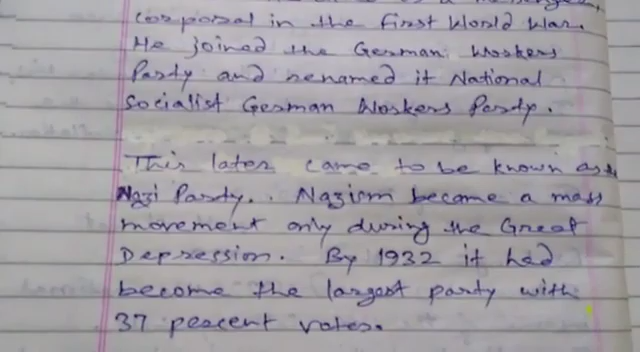 corporal in the First World War.
He joined the German Workers
Party and renamed it National
Socialist German Workers Party.
This later came to be known as
Nazi Party. Nazism become a mass
movement only during the Great
Depression. By 1932 it had
become the largest party with
37 percent votes.